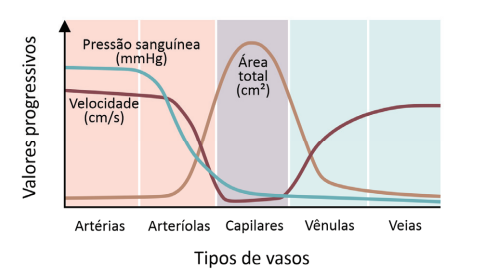 Valores progressivos
Pressão sanguínea
(mmHg)
Velocidade
(cm/s)
Área
total
(cm²)
Artérias
Arteríolas
Capilares
Vênulas
Veias
Tipos de vasos